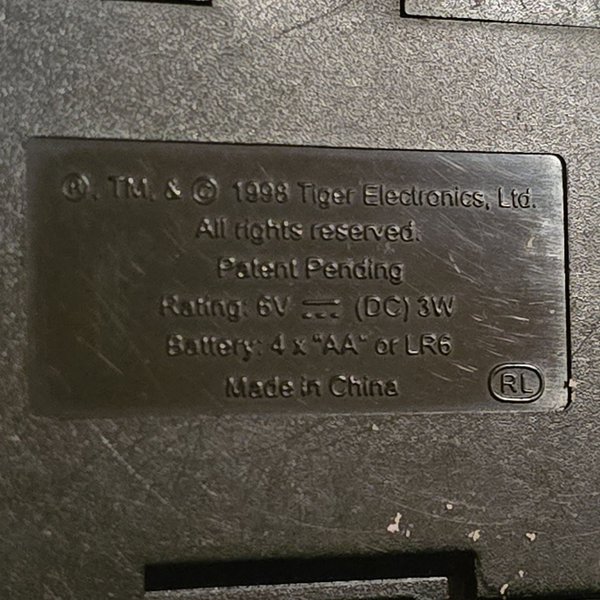 ®, TM, & © 1998 Tiger Electronics, Ltd.
All rights reserved.
Patent Pending
Rating: 6V ⎓ (DC) 3W
Battery: 4 x "AA" or LR6
Made in China
RL